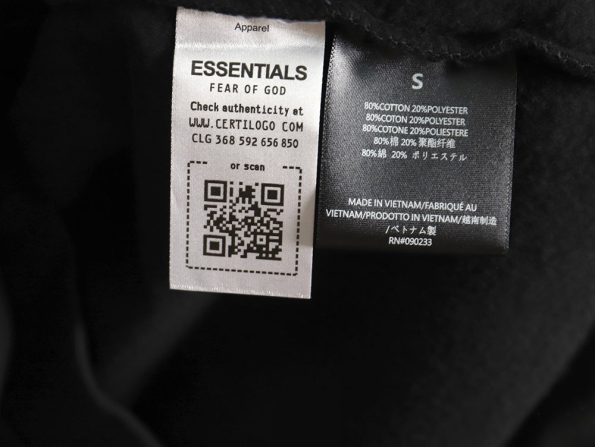 Apparel
ESSENTIALS
FEAR OF GOD
Check authenticity at
WWW.CERTILOGO COM
CLG 368 592 656 850
or scan
S
80%COTTON 20%POLYESTER
80%COTON 20%POLYESTER
80%COTONE 20%POLIESTERE
80%棉 20% 聚酯纤维
80%綿 20% ポリエステル
MADE IN VIETNAM/FABRIQUÉ AU
VIETNAM/PRODOTTO IN VIETNAM/越南制造
/ベトナム製
RN#090233